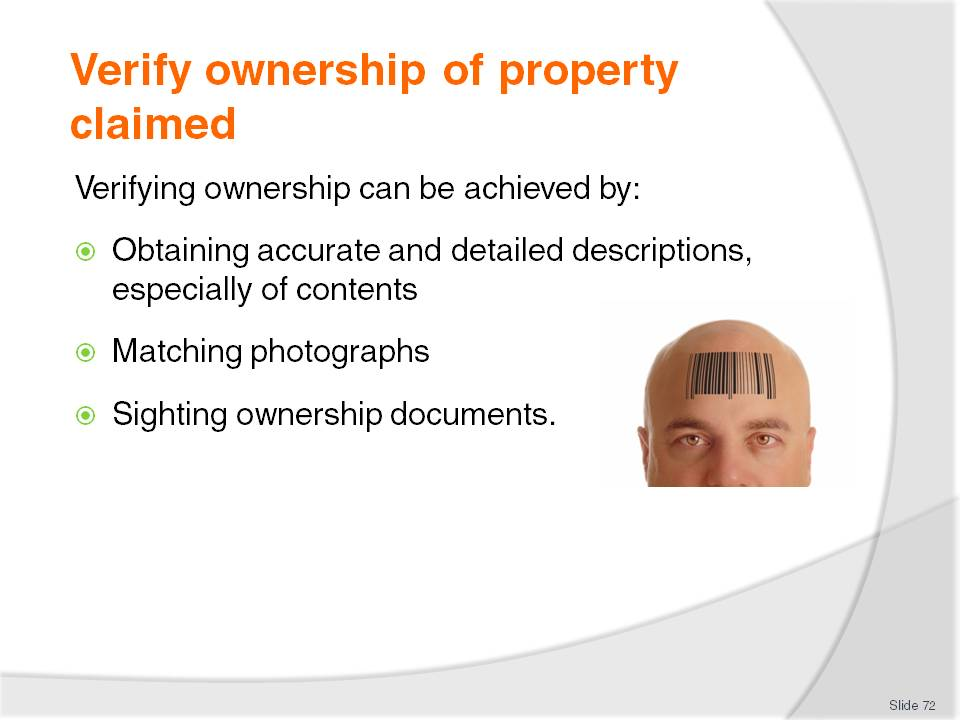 Verify ownership of property
claimed
Verifying ownership can be achieved by:
Obtaining accurate and detailed descriptions,
especially of contents
Matching photographs
Sighting ownership documents.
Slide 72